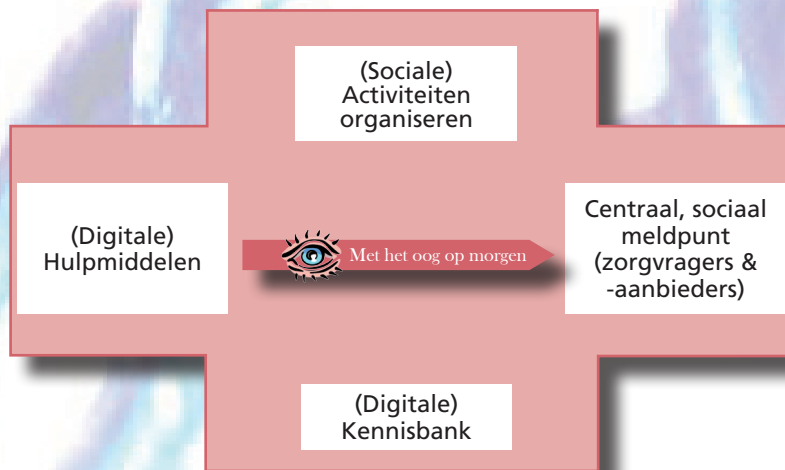 (Sociale)
Activiteiten
organiseren
(Digitale)
Hulpmiddelen
Met het oog op morgen
Centraal, sociaal
meldpunt
(zorgvragers &
-aanbieders)
(Digitale)
Kennisbank